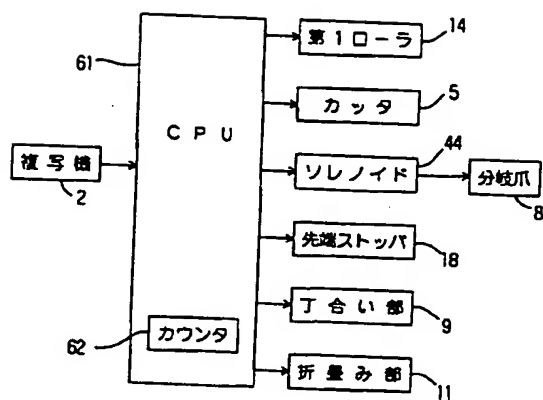 第1ローラ
14
61
カッタ
5
CPU
44
複写機
2
ソレノイド
分岐爪
8
先端ストッパ
18
丁合い部
9
カウンタ
62
折畳み部
11